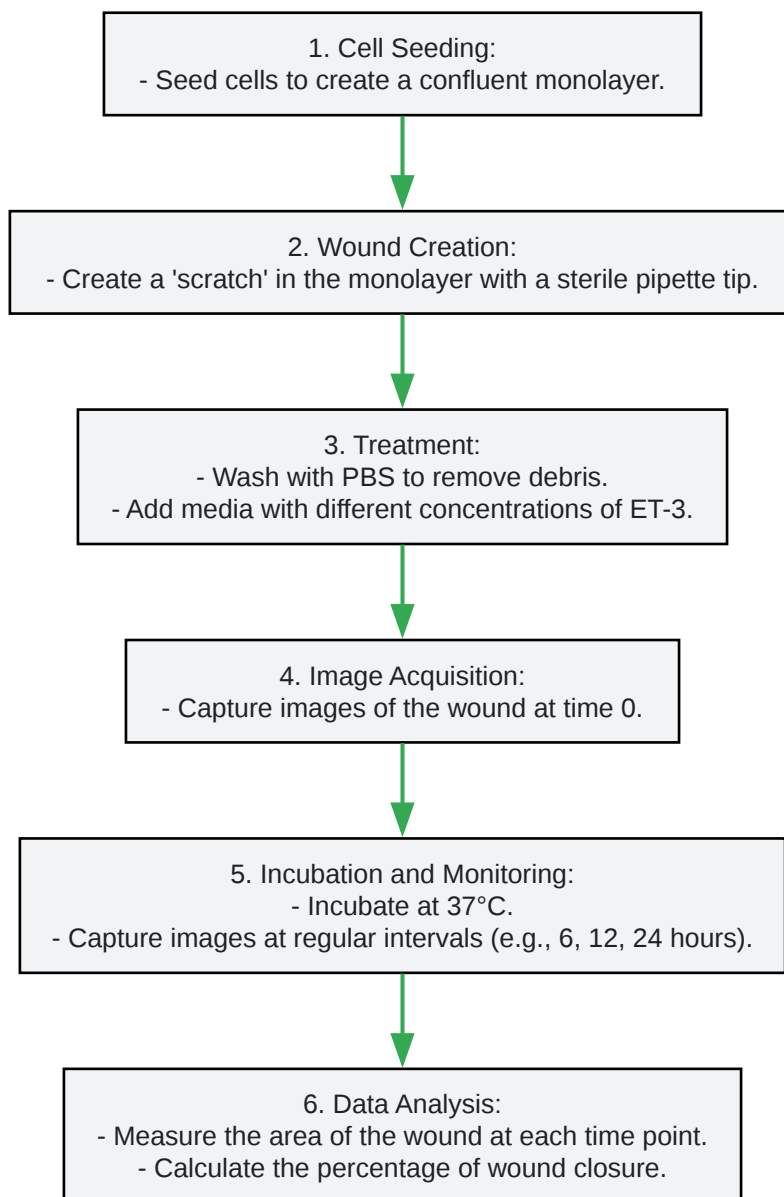 1. Cell Seeding:
- Seed cells to create a confluent monolayer.
2. Wound Creation:
- Create a 'scratch' in the monolayer with a sterile pipette tip.
3. Treatment:
- Wash with PBS to remove debris.
- Add media with different concentrations of ET-3.
4. Image Acquisition:
- Capture images of the wound at time 0.
5. Incubation and Monitoring:
- Incubate at 37°C.
- Capture images at regular intervals (e.g., 6, 12, 24 hours).
6. Data Analysis:
- Measure the area of the wound at each time point.
- Calculate the percentage of wound closure.